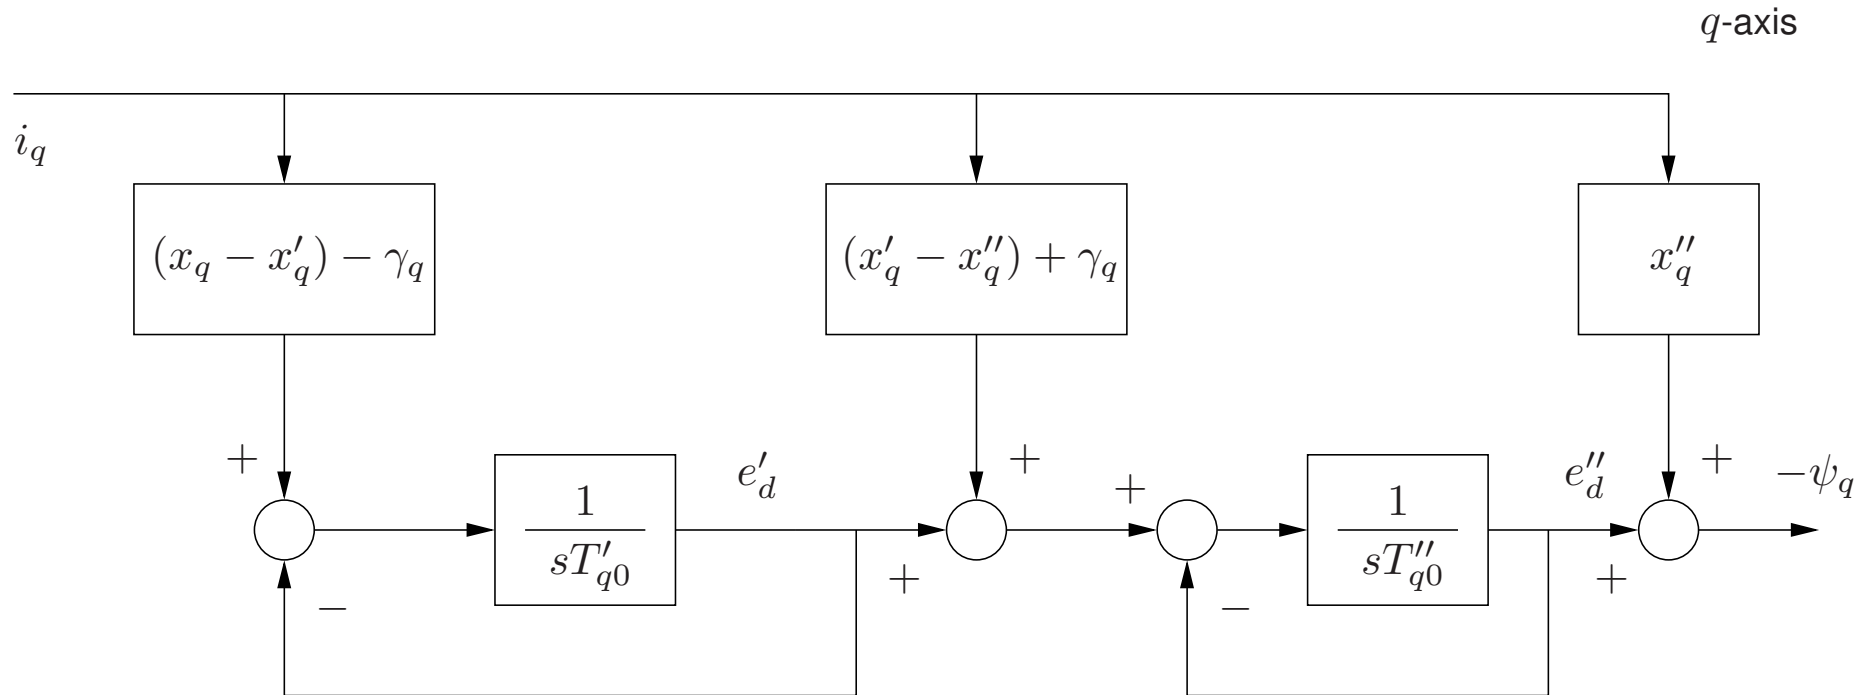 q-axis
i_q
(x_q − x′_q) − γ_q
(x′_q − x″_q) + γ_q
x″_q
+
+
+
+
−ψ_q
1
sT′_q0
e′_d
1
sT″_q0
e″_d
+
+
−
−